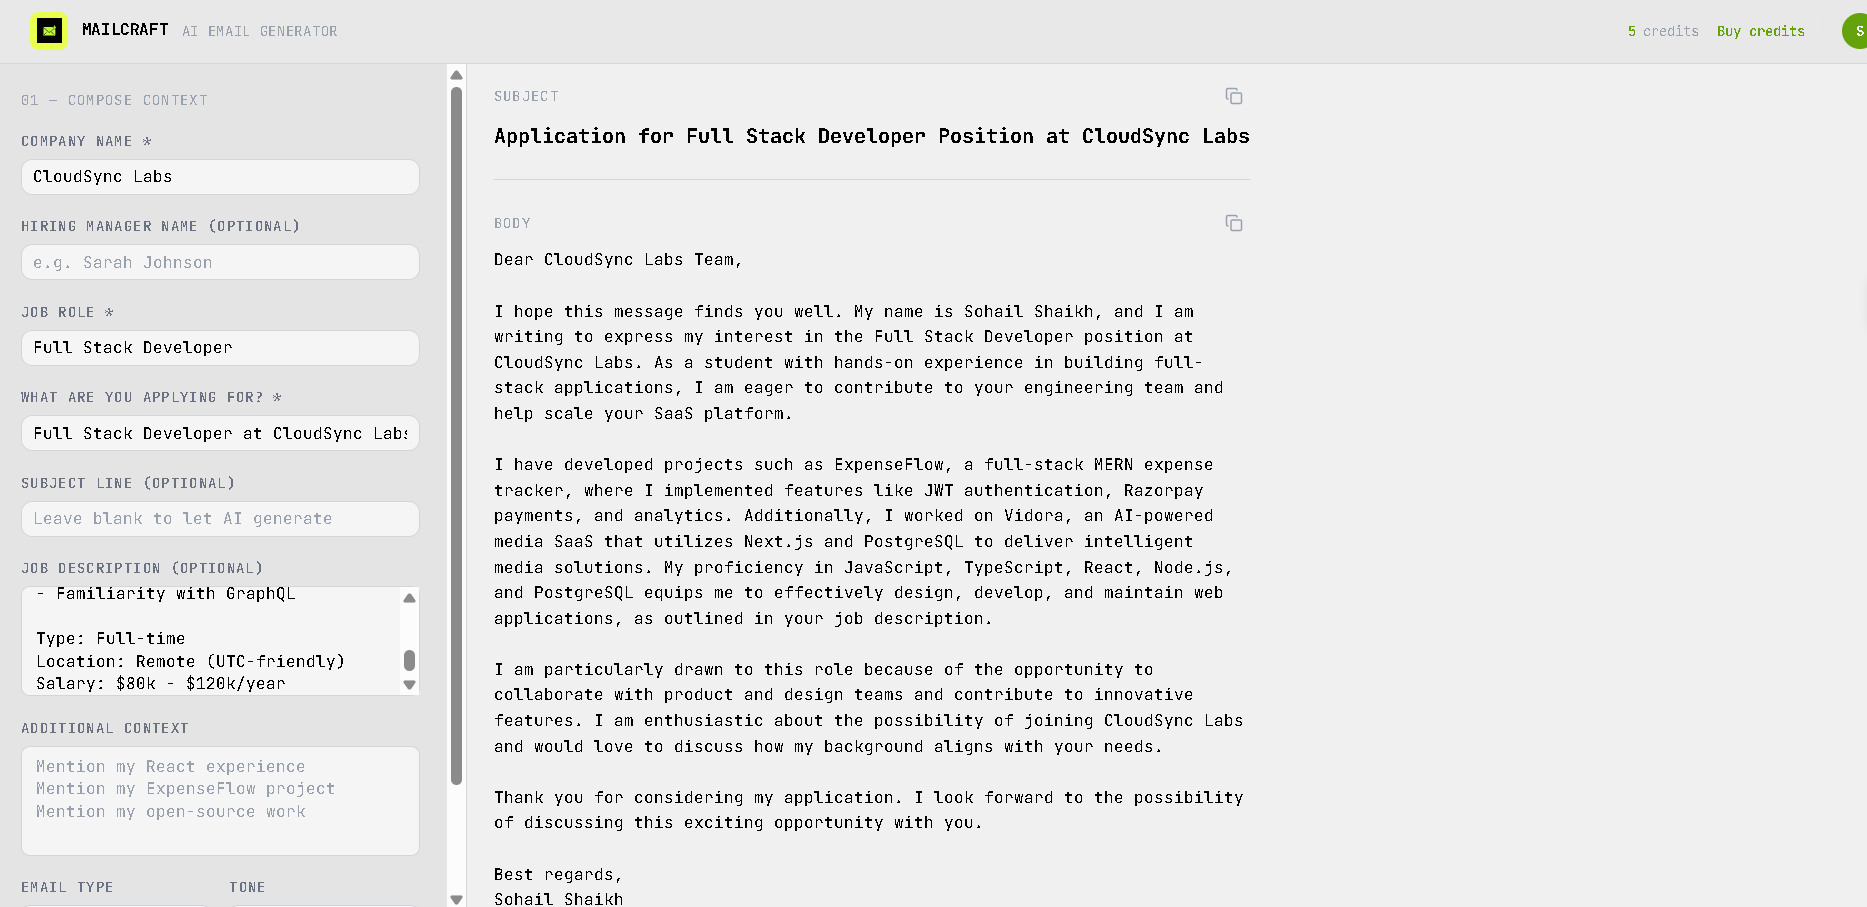 MAILCRAFT AI EMAIL GENERATOR
5 credits Buy credits S
01 — COMPOSE CONTEXT
COMPANY NAME *
CloudSync Labs
HIRING MANAGER NAME (OPTIONAL)
e.g. Sarah Johnson
JOB ROLE *
Full Stack Developer
WHAT ARE YOU APPLYING FOR? *
Full Stack Developer at CloudSync Labs
SUBJECT LINE (OPTIONAL)
Leave blank to let AI generate
JOB DESCRIPTION (OPTIONAL)
- Familiarity with GraphQL
Type: Full-time
Location: Remote (UTC-friendly)
Salary: $80k - $120k/year
ADDITIONAL CONTEXT
Mention my React experience
Mention my ExpenseFlow project
Mention my open-source work
EMAIL TYPE TONE
SUBJECT
Application for Full Stack Developer Position at CloudSync Labs
BODY
Dear CloudSync Labs Team,
I hope this message finds you well. My name is Sohail Shaikh, and I am
writing to express my interest in the Full Stack Developer position at
CloudSync Labs. As a student with hands-on experience in building full-
stack applications, I am eager to contribute to your engineering team and
help scale your SaaS platform.
I have developed projects such as ExpenseFlow, a full-stack MERN expense
tracker, where I implemented features like JWT authentication, Razorpay
payments, and analytics. Additionally, I worked on Vidora, an AI-powered
media SaaS that utilizes Next.js and PostgreSQL to deliver intelligent
media solutions. My proficiency in JavaScript, TypeScript, React, Node.js,
and PostgreSQL equips me to effectively design, develop, and maintain web
applications, as outlined in your job description.
I am particularly drawn to this role because of the opportunity to
collaborate with product and design teams and contribute to innovative
features. I am enthusiastic about the possibility of joining CloudSync Labs
and would love to discuss how my background aligns with your needs.
Thank you for considering my application. I look forward to the possibility
of discussing this exciting opportunity with you.
Best regards,
Sohail Shaikh